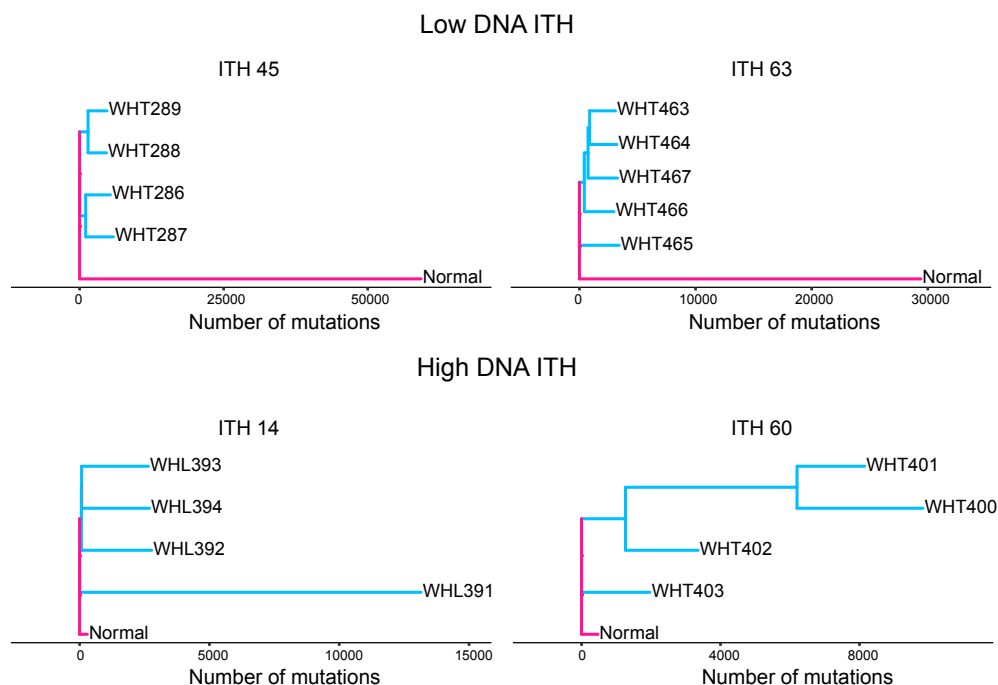 Low DNA ITH
ITH 45
WHT289
WHT288
WHT286
WHT287
Normal
0 25000 50000
Number of mutations
ITH 63
WHT463
WHT464
WHT467
WHT466
WHT465
Normal
0 10000 20000 30000
Number of mutations
High DNA ITH
ITH 14
WHL393
WHL394
WHL392
WHL391
Normal
0 5000 10000 15000
Number of mutations
ITH 60
WHT401
WHT400
WHT402
WHT403
Normal
0 4000 8000
Number of mutations